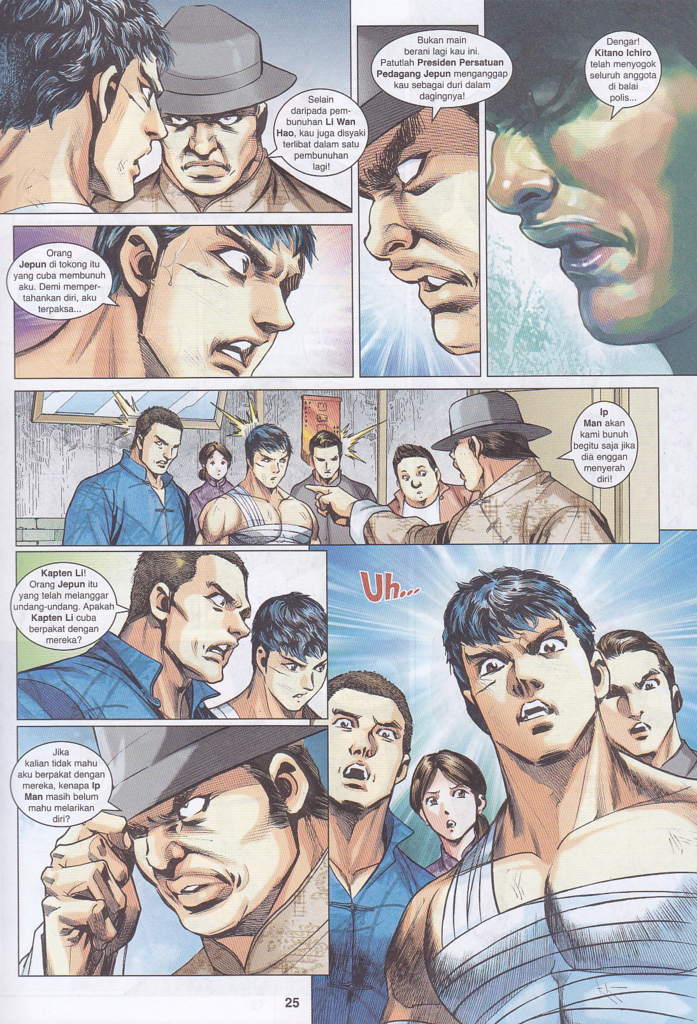 Selain
daripada pem-
bunuhan Li Wan
Hao, kau juga disyaki
terlibat dalam satu
pembunuhan
lagi!
Bukan main
berani lagi kau ini.
Patutlah Presiden Persatuan
Pedagang Jepun menganggap
kau sebagai duri dalam
dagingnya!
Dengar!
Kitano Ichiro
telah menyogok
seluruh anggota
di balai
polis...
Orang
Jepun di tokong itu
yang cuba membunuh
aku. Demi memper-
tahankan diri, aku
terpaksa...
Ip
Man akan
kami bunuh
begitu saja jika
dia enggan
menyerah
diri!
Kapten Li!
Orang Jepun itu
yang telah melanggar
undang-undang. Apakah
Kapten Li cuba
berpakat dengan
mereka?
Uh...
Jika
kalian tidak mahu
aku berpakat dengan
mereka, kenapa Ip
Man masih belum
mahu melarikan
diri?
25